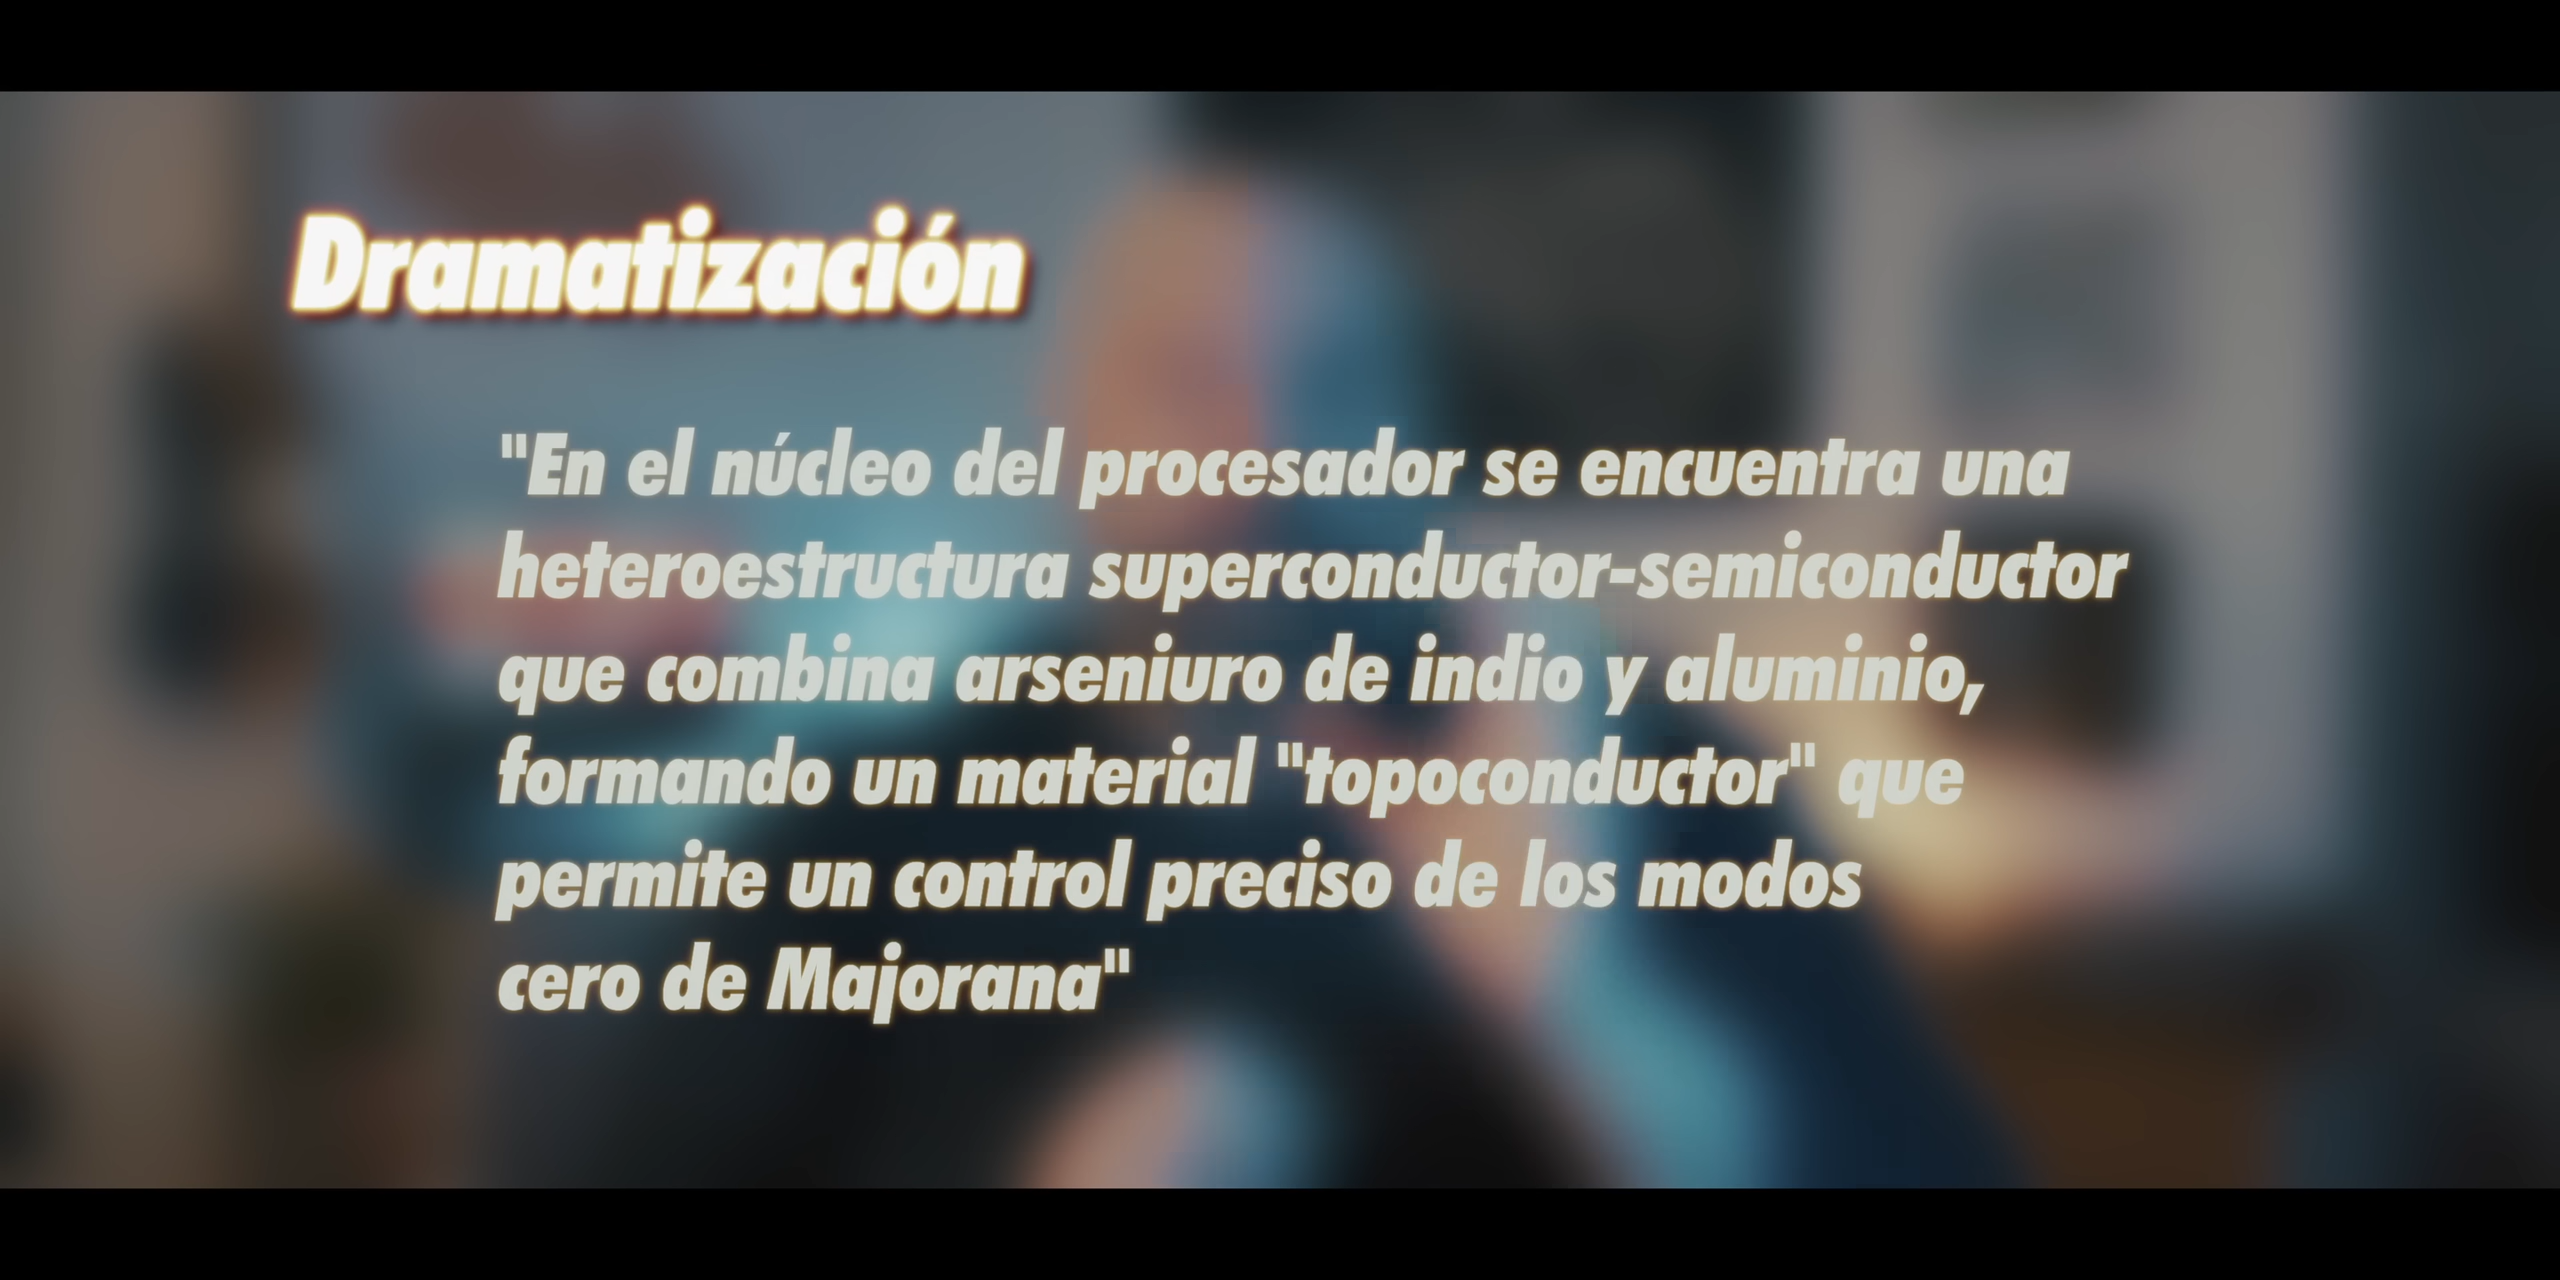 Dramatización
"En el núcleo del procesador se encuentra una
heteroestructura superconductor-semiconductor
que combina arseniuro de indio y aluminio,
formando un material "topoconductor" que
permite un control preciso de los modos
cero de Majorana"